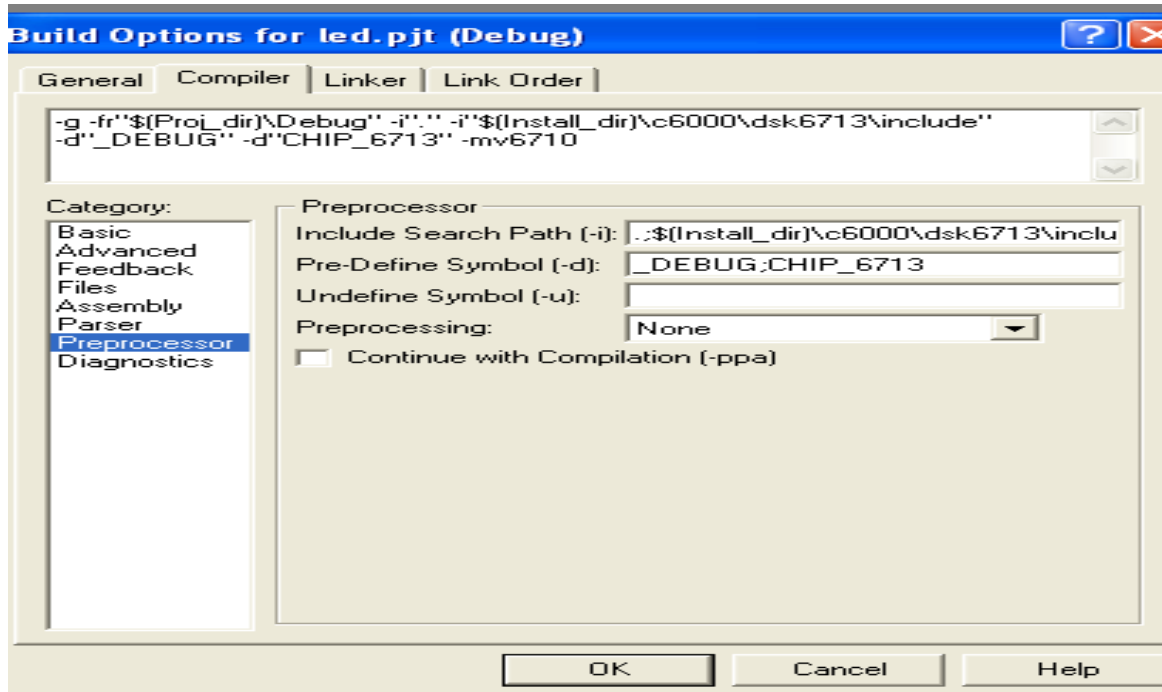 Build Options for led.pjt (Debug)
General Compiler Linker Link Order
-g -fr"$(Proj_dir)\Debug" -i"." -i"$(Install_dir)\c6000\dsk6713\include"
-d"_DEBUG" -d"CHIP_6713" -mv6710
Category:
Basic
Advanced
Feedback
Files
Assembly
Parser
Preprocessor
Diagnostics
Preprocessor
Include Search Path (-i): .;$(Install_dir)\c6000\dsk6713\inclu
Pre-Define Symbol (-d): _DEBUG;CHIP_6713
Undefine Symbol (-u):
Preprocessing: None
Continue with Compilation (-ppa)
OK Cancel Help